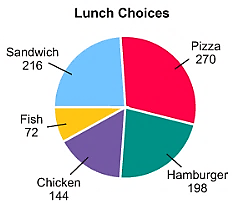 Lunch Choices
Sandwich
216
Pizza
270
Fish
72
Chicken
144
Hamburger
198